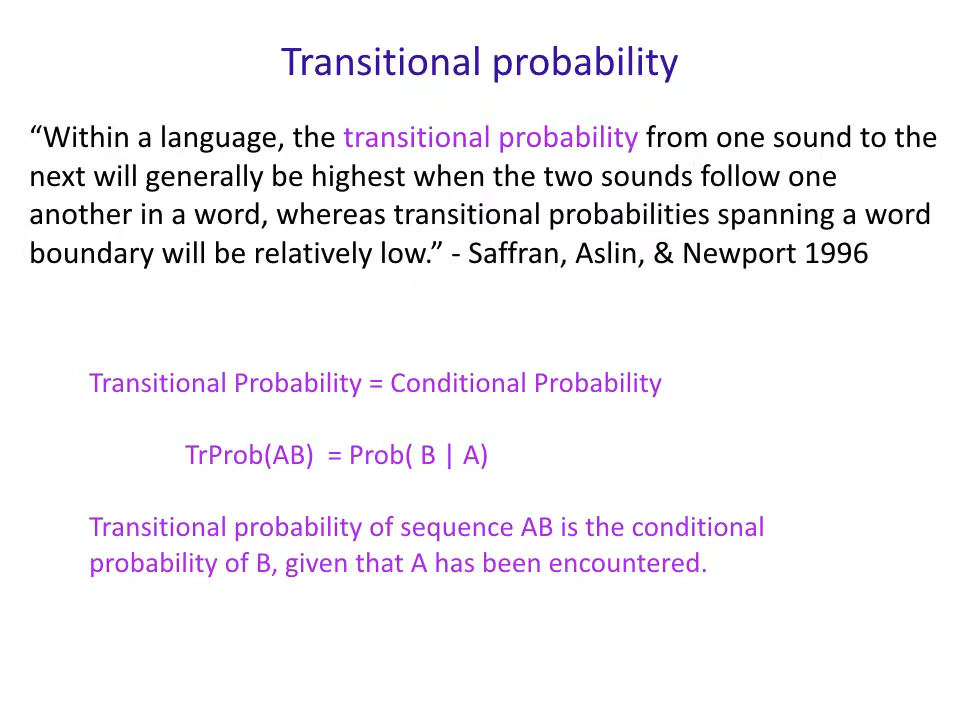 Transitional probability
“Within a language, the transitional probability from one sound to the
next will generally be highest when the two sounds follow one
another in a word, whereas transitional probabilities spanning a word
boundary will be relatively low.” - Saffran, Aslin, & Newport 1996
Transitional Probability = Conditional Probability
TrProb(AB)  = Prob( B | A)
Transitional probability of sequence AB is the conditional
probability of B, given that A has been encountered.